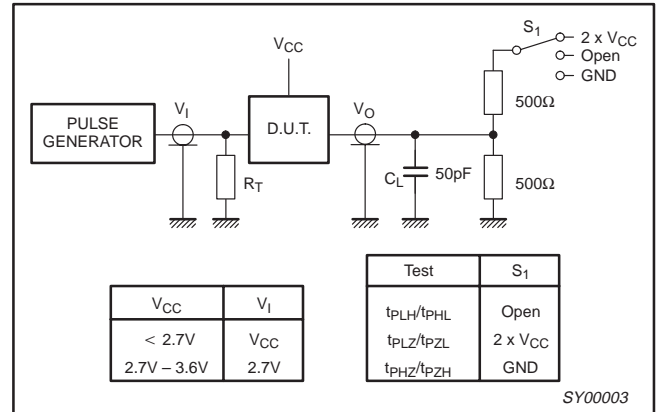 S1
2 x VCC
Open
GND
VCC
500Ω
PULSE
GENERATOR
VI
D.U.T.
VO
RT
CL
50pF
500Ω
VCC VI
< 2.7V VCC
2.7V – 3.6V 2.7V
Test S1
tPLH/tPHL Open
tPLZ/tPZL 2 x VCC
tPHZ/tPZH GND
SY00003